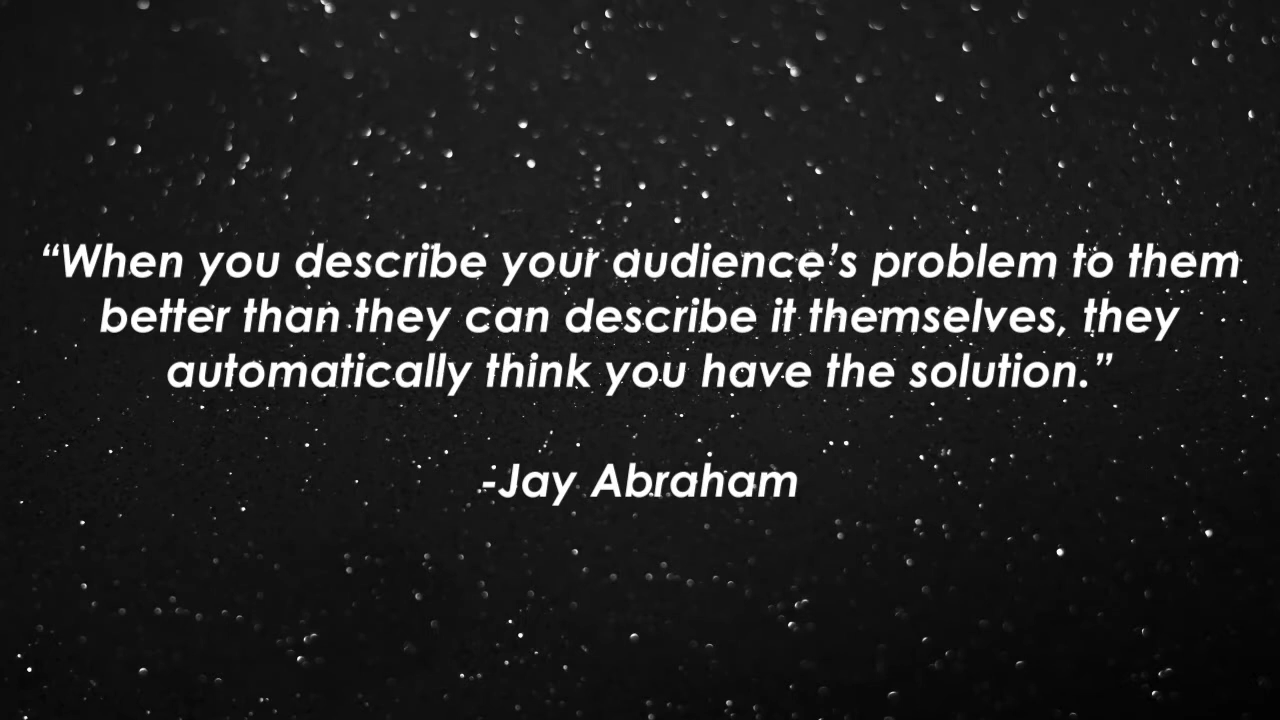 “When you describe your audience’s problem to them
better than they can describe it themselves, they
automatically think you have the solution.”
-Jay Abraham